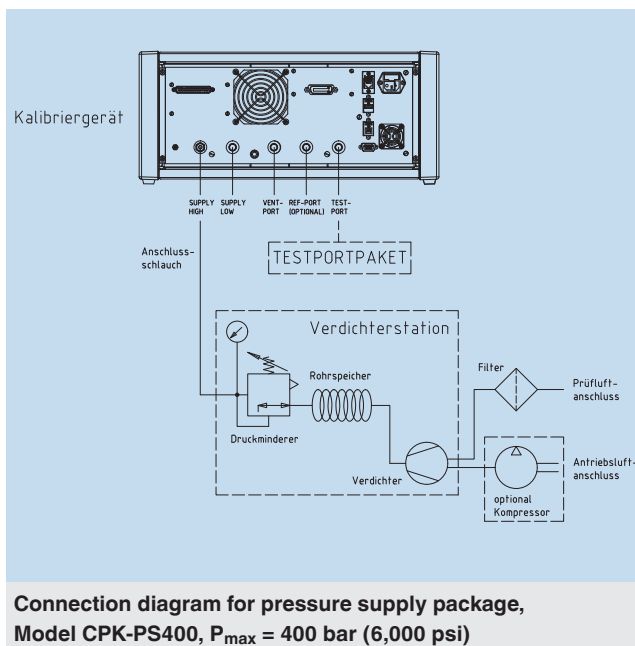 Kalibriergerät
SUPPLY HIGH
SUPPLY LOW
VENT-
PORT
REF-PORT
(OPTIONAL)
TEST-
PORT
Anschluss-
schlauch
TESTPORTPAKET
Verdichterstation
Rohrspeicher
Druckminderer
Verdichter
Filter
Prüfluft-
anschluss
Antriebsluft-
anschluss
optional
Kompressor
Connection diagram for pressure supply package,
Model CPK-PS400, Pmax = 400 bar (6,000 psi)